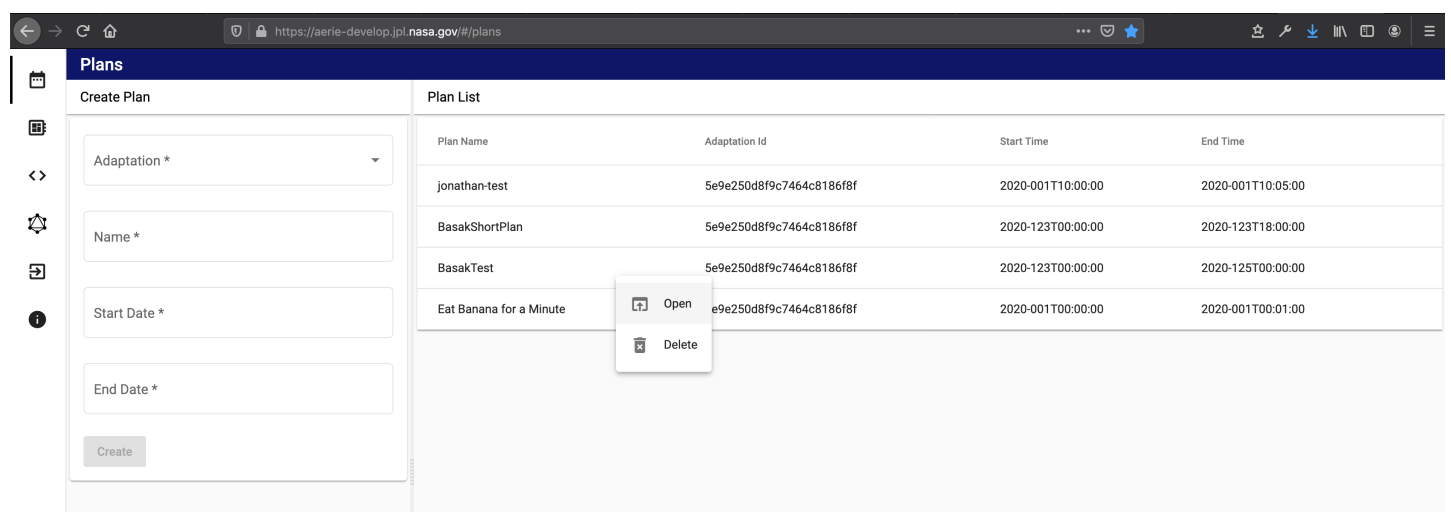 https://aerie-develop.jpl.nasa.gov/#/plans
Plans
Create Plan
Adaptation *
Name *
Start Date *
End Date *
Create
Plan List
Plan Name Adaptation Id Start Time End Time
jonathan-test 5e9e250d8f9c7464c8186f8f 2020-001T10:00:00 2020-001T10:05:00
BasakShortPlan 5e9e250d8f9c7464c8186f8f 2020-123T00:00:00 2020-123T18:00:00
BasakTest 5e9e250d8f9c7464c8186f8f 2020-123T00:00:00 2020-125T00:00:00
Eat Banana for a Minute e9e250d8f9c7464c8186f8f 2020-001T00:00:00 2020-001T00:01:00
Open
Delete